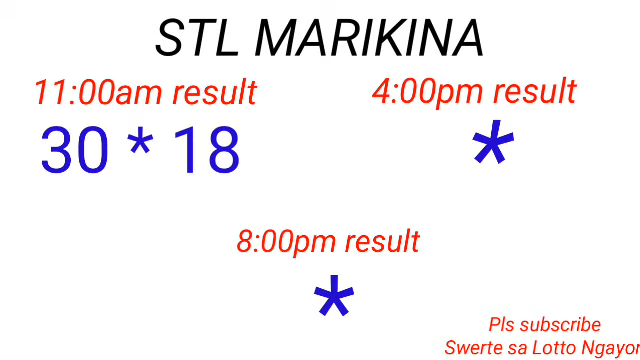 STL MARIKINA
11:00am result
4:00pm result
30 * 18
*
8:00pm result
*
Pls subscribe
Swerte sa Lotto Ngayon